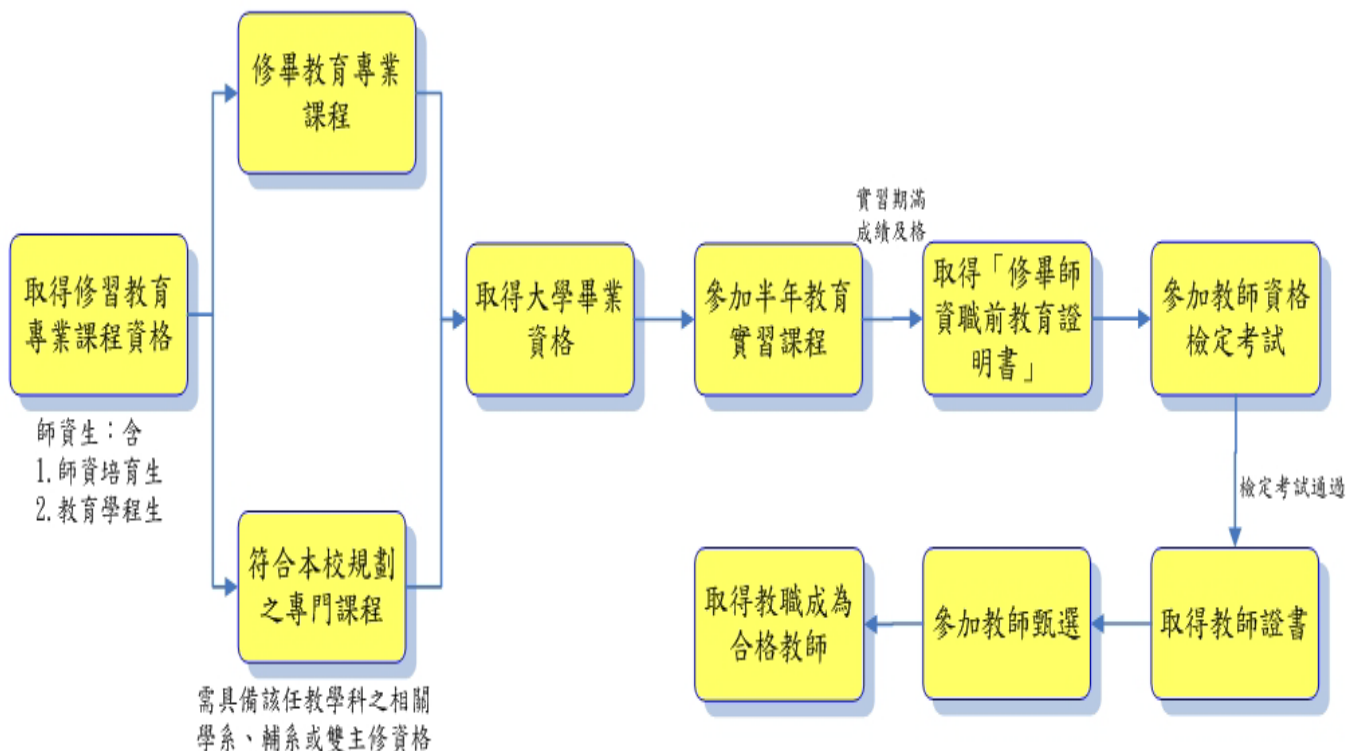 修畢教育專業
課程
實習期滿
成績及格
取得修習教育
專業課程資格
取得大學畢業
資格
參加半年教育
實習課程
取得「修畢師
資職前教育證
明書」
參加教師資格
檢定考試
師資生：含
1.師資培育生
2.教育學程生
檢定考試通過
符合本校規劃
之專門課程
取得教職成為
合格教師
參加教師甄選
取得教師證書
需具備該任教學科之相關
學系、輔系或雙主修資格